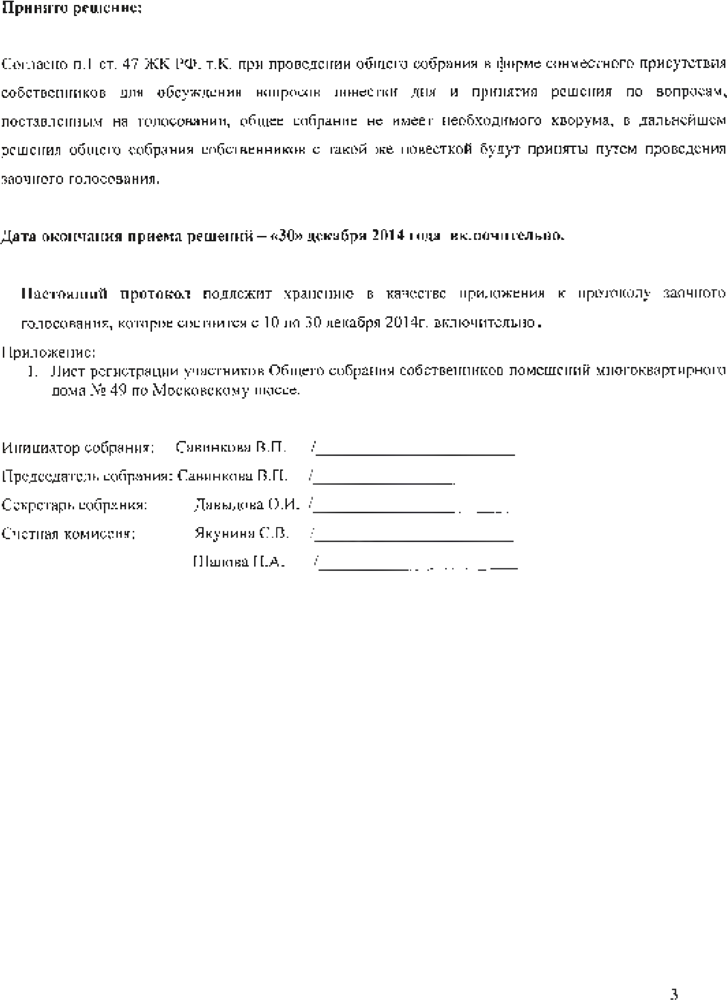 Принято решение:
Согласно п.1 ст. 47 ЖК РФ. т.К. при проведении общего собрания в форме совместного присутствия
собственников для обсуждения вопросов повестки дня и принятия решения по вопросам,
поставленным на голосовании, общее собрание не имеет необходимого кворума, в дальнейшем
решения общего собрания собственников с такой же повесткой будут приняты путем проведения
заочного голосования.
Дата окончания приема решений – «30» декабря 2014 года включительно.
Настоящий протокол подлежит хранению в качестве приложения к протоколу заочного
голосования, которое состоится с 10 по 30 декабря 2014г. включительно.
Приложение:
1. Лист регистрации участников Общего собрания собственников помещений многоквартирного
дома № 49 по Московскому шоссе.
Инициатор собрания: Савинкова В.П. /
Председатель собрания: Савинкова В.П. /
Секретарь собрания: Давыдова О.И. /
Счетная комиссия: Якунина С.В. /
/
3